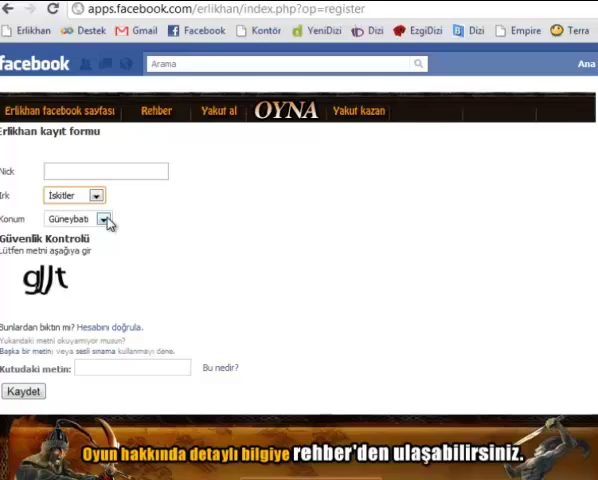 apps.facebook.com/erlikhan/index.php?op=register
Erlikhan Destek Gmail Facebook Kontör YeniDizi Dizi EzgiDizi Dizi Empire Terra
facebook Arama Ana
Erlikhan facebook sayfası Rehber Yakut al OYNA Yakut kazan
Erlikhan kayıt formu
Nick
Irk İskitler
Konum Güneybatı
Güvenlik Kontrolü
Lütfen metni aşağıya gir
Bunlardan bıktın mı? Hesabını doğrula.
Yukarıdaki metni okuyamıyor musun?
Başka bir metin; veya sesli sınama kullanmayı dene.
Kutudaki metin: Bu nedir?
Kaydet
Oyun hakkında detaylı bilgiye rehber'den ulaşabilirsiniz.